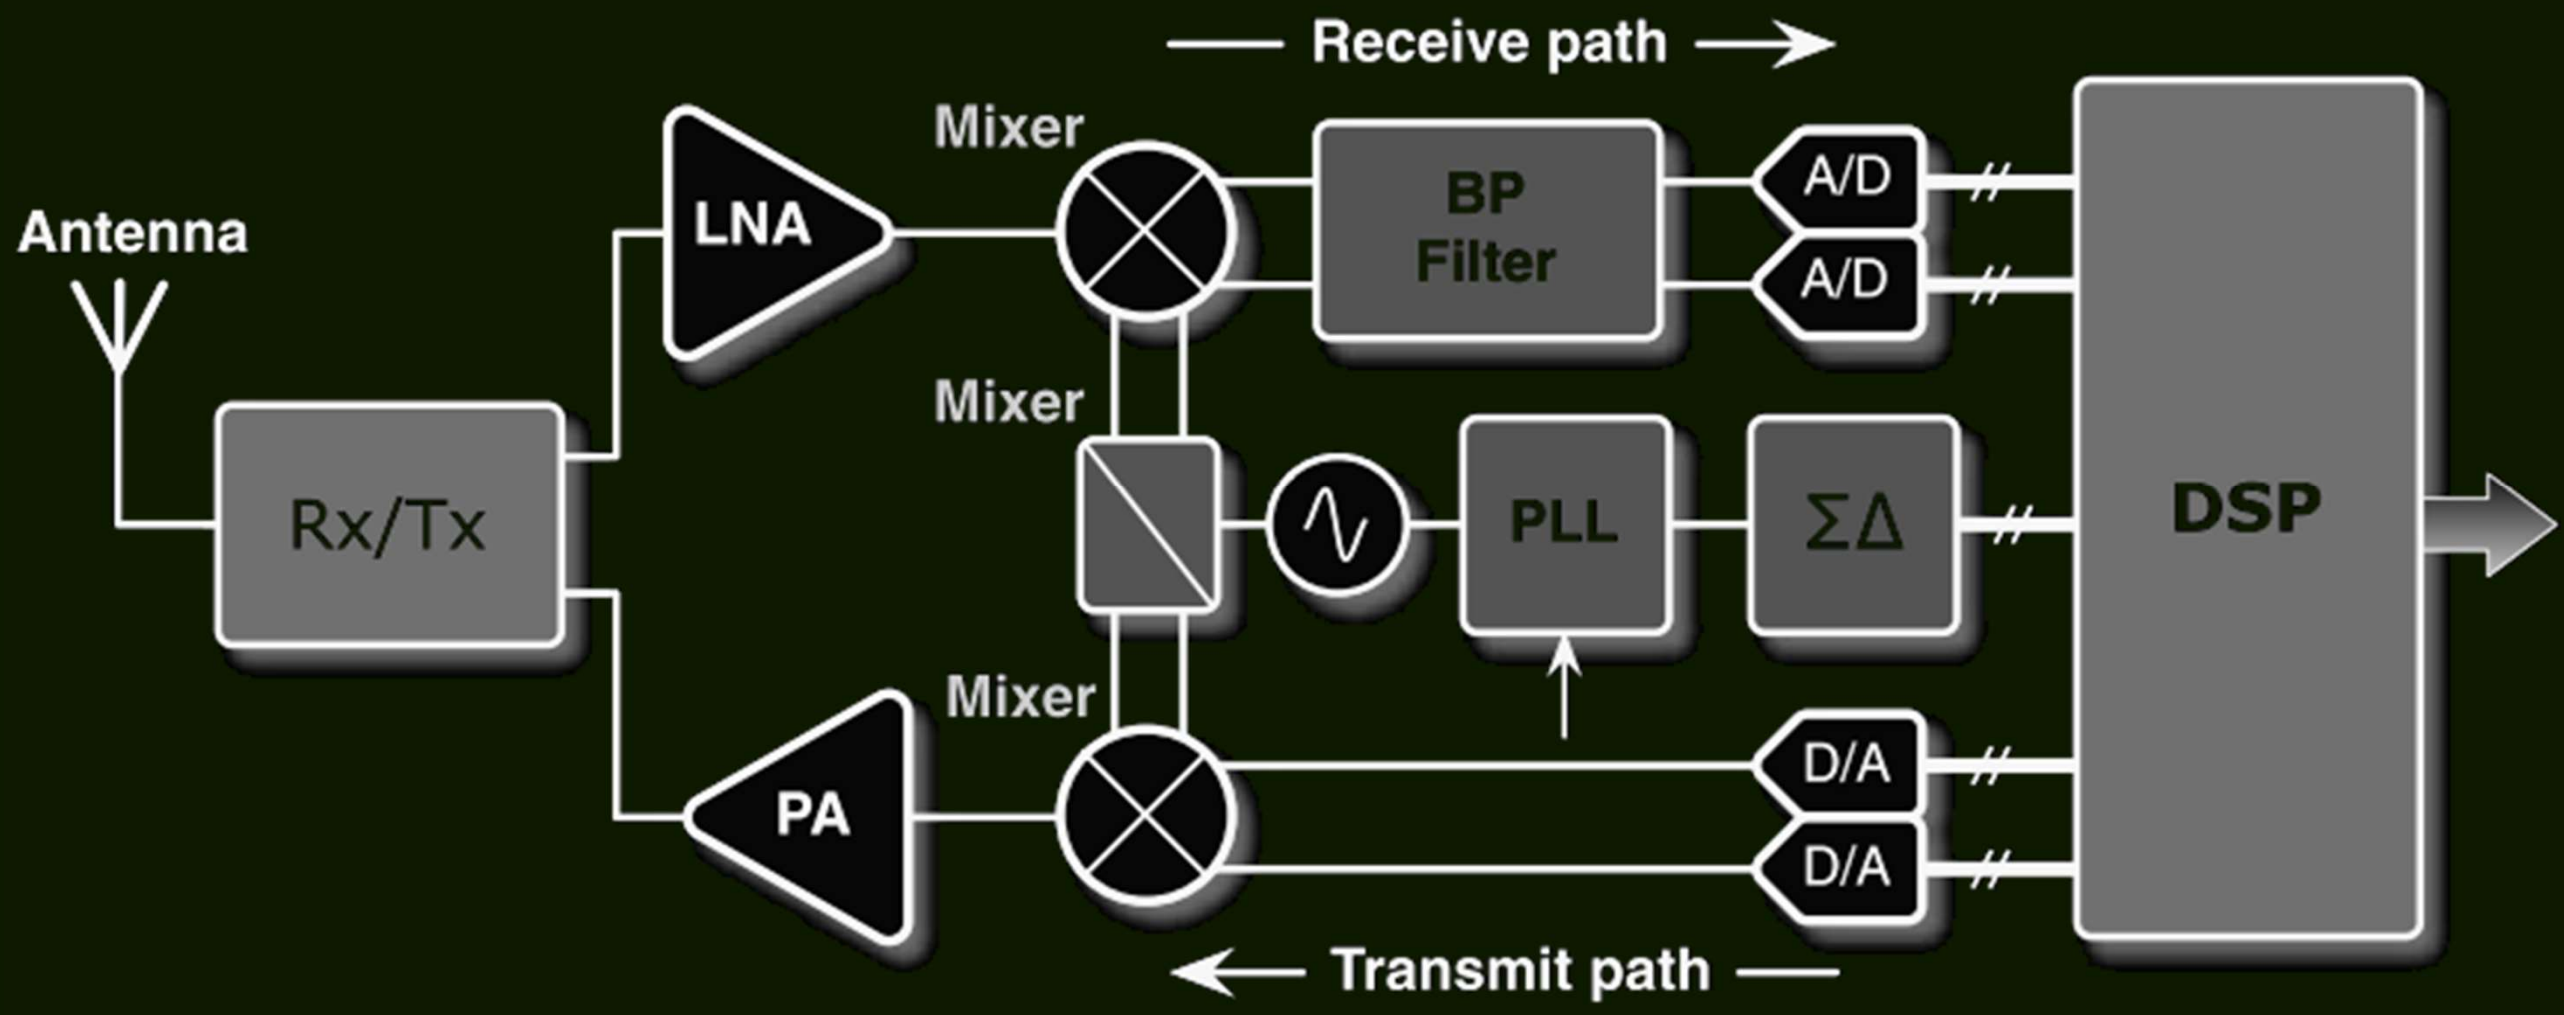 Receive path
Mixer
Antenna
LNA
BP
Filter
A/D
A/D
Mixer
Rx/Tx
PLL
ΣΔ
DSP
Mixer
PA
D/A
D/A
Transmit path